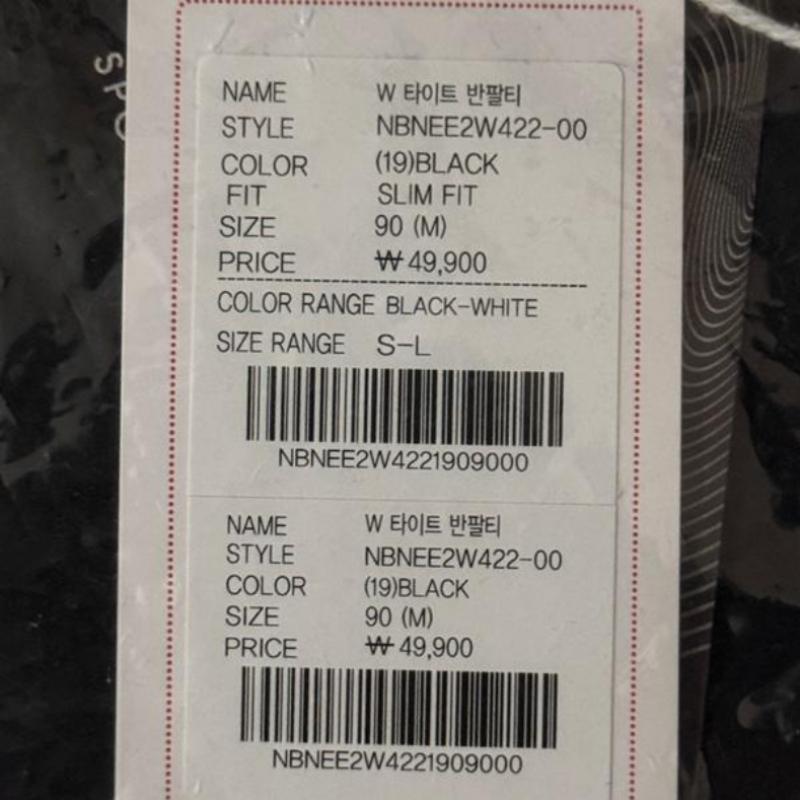 SPO
NAME W 타이트 반팔티
STYLE NBNEE2W422-00
COLOR (19)BLACK
FIT SLIM FIT
SIZE 90 (M)
PRICE ₩49,900
COLOR RANGE BLACK-WHITE
SIZE RANGE S-L
NBNEE2W4221909000
NAME W 타이트 반팔티
STYLE NBNEE2W422-00
COLOR (19)BLACK
SIZE 90 (M)
PRICE ₩49,900
NBNEE2W4221909000